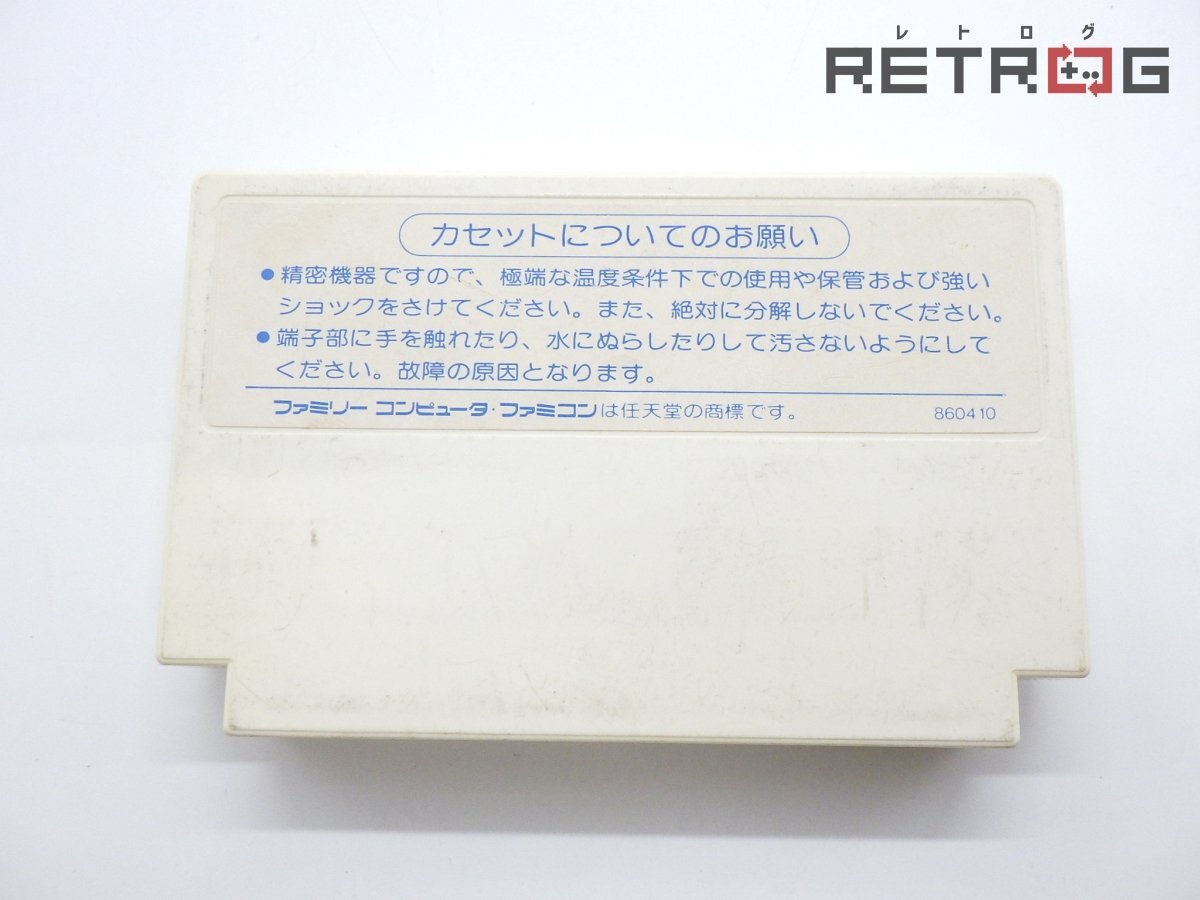 レトログ
RETROG
カセットについてのお願い
●精密機器ですので、極端な温度条件下での使用や保管および強い
ショックをさけてください。また、絶対に分解しないでください。
●端子部に手を触れたり、水にぬらしたりして汚さないようにして
ください。故障の原因となります。
ファミリーコンピュータ・ファミコンは任天堂の商標です。 860410